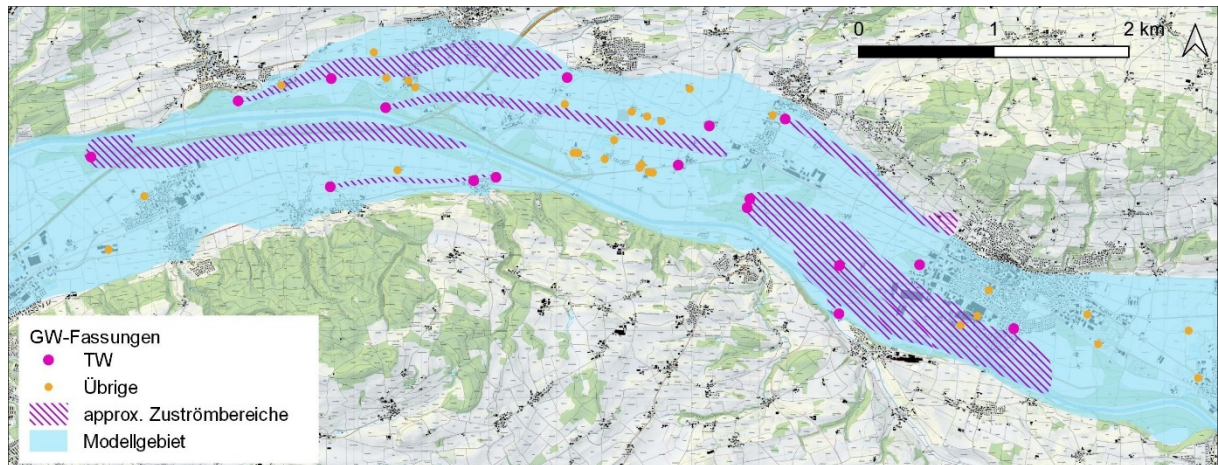 0 1 2 km
GW-Fassungen
TW
Übrige
approx. Zuströmbereiche
Modellgebiet